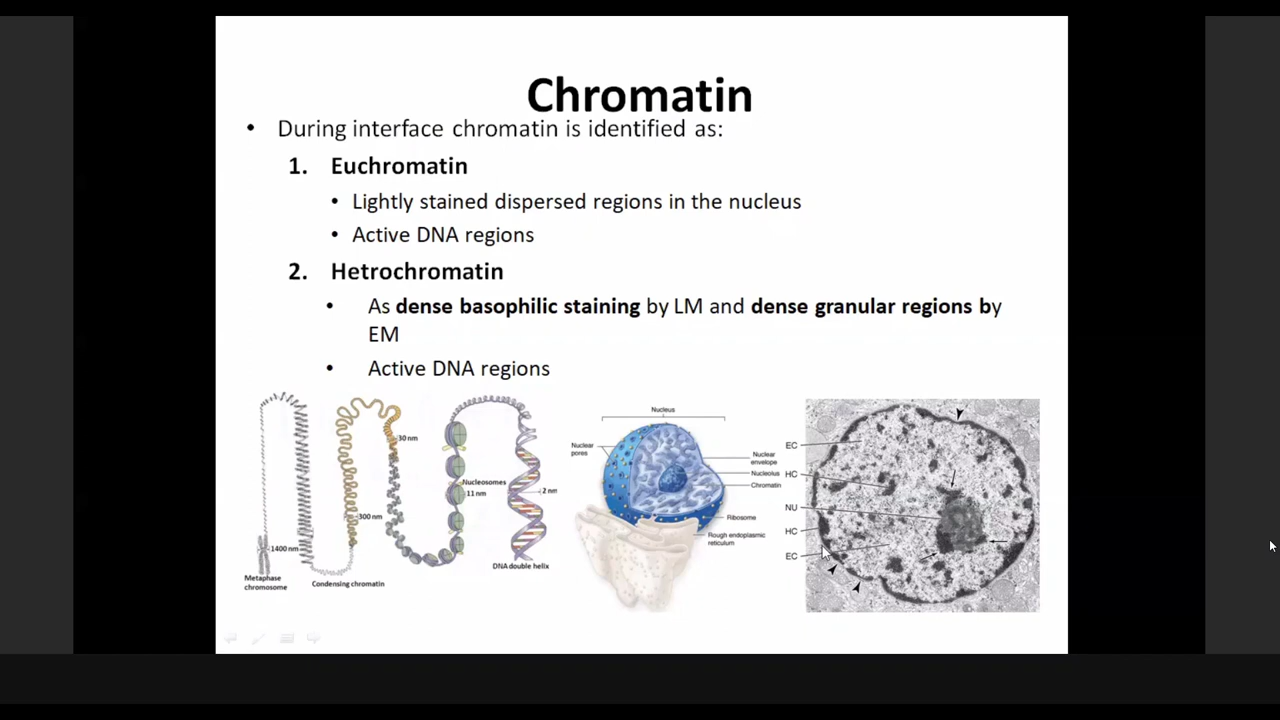 Chromatin
• During interface chromatin is identified as:
1. Euchromatin
• Lightly stained dispersed regions in the nucleus
• Active DNA regions
2. Hetrochromatin
• As dense basophilic staining by LM and dense granular regions by
EM
• Active DNA regions
30 nm
Nucleosomes
11 nm
2 nm
300 nm
1400 nm
Metaphase
chromosome
Condensing chromatin
DNA double helix
Nucleus
Nuclear
pores
Nuclear
envelope
Nucleolus
Chromatin
Ribosome
Rough endoplasmic
reticulum
EC
HC
NU
HC
EC